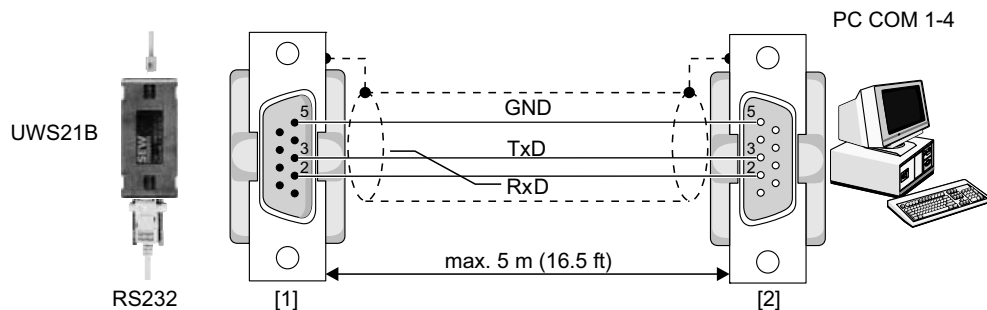 PC COM 1-4
UWS21B
SEW
5 GND 5
3 TxD 3
2 RxD 2
max. 5 m (16.5 ft)
RS232 [1] [2]